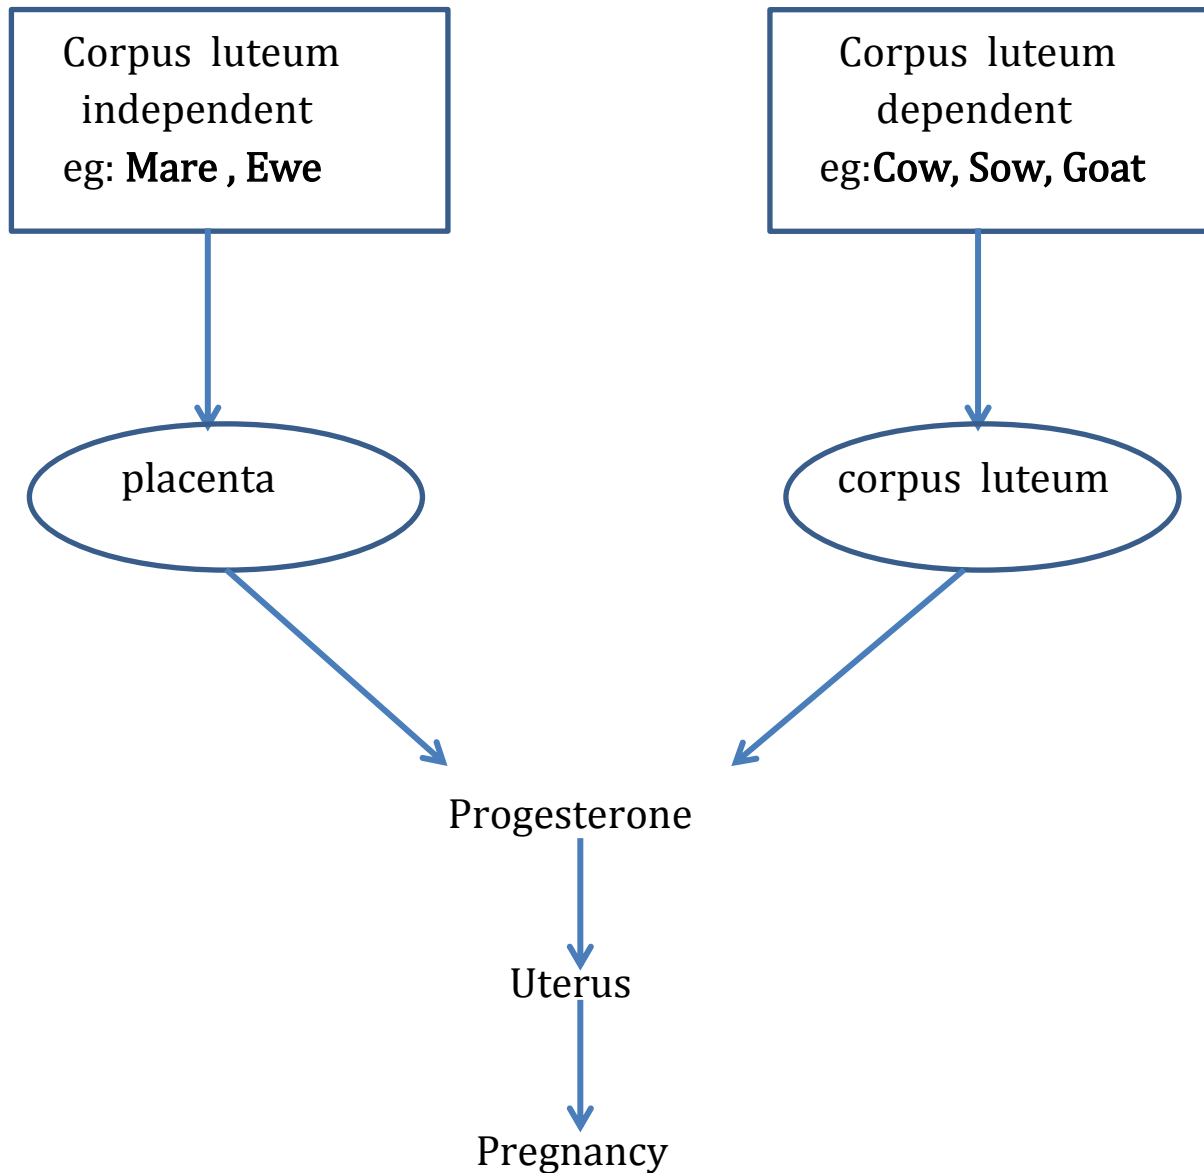 Corpus luteum
independent
eg: Mare , Ewe
Corpus luteum
dependent
eg:Cow, Sow, Goat
placenta
corpus luteum
Progesterone
Uterus
Pregnancy